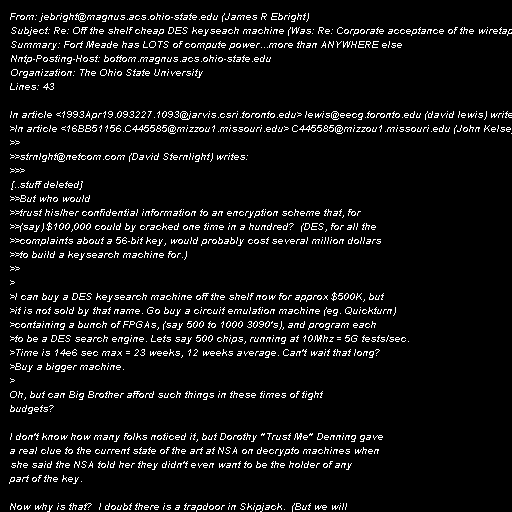 From: jebright@magnus.acs.ohio-state.edu (James R Ebright)
Subject: Re: Off the shelf cheap DES keyseach machine (Was: Re: Corporate acceptance of the wiretap
Summary: Fort Meade has LOTS of compute power...more than ANYWHERE else
Nntp-Posting-Host: bottom.magnus.acs.ohio-state.edu
Organization: The Ohio State University
Lines: 43

In article <1993Apr19.093227.1093@jarvis.csri.toronto.edu> lewis@eecg.toronto.edu (david lewis) write
>In article <16BB51156.C445585@mizzou1.missouri.edu> C445585@mizzou1.missouri.edu (John Kelsey
>>
>>strnlght@netcom.com (David Sternlight) writes:
>>>
[..stuff deleted]
>>But who would
>>trust his/her confidential information to an encryption scheme that, for
>>(say) $100,000 could by cracked one time in a hundred?  (DES, for all the
>>complaints about a 56-bit key, would probably cost several million dollars
>>to build a keysearch machine for.)
>>
>
>I can buy a DES keysearch machine off the shelf now for approx $500K, but
>it is not sold by that name. Go buy a circuit emulation machine (eg. Quickturn)
>containing a bunch of FPGAs, (say 500 to 1000 3090's), and program each
>to be a DES search engine. Lets say 500 chips, running at 10Mhz = 5G tests/sec.
>Time is 14e6 sec max = 23 weeks, 12 weeks average. Can't wait that long?
>Buy a bigger machine.
>
Oh, but can Big Brother afford such things in these times of tight
budgets?

I don't know how many folks noticed it, but Dorothy "Trust Me" Denning gave
a real clue to the current state of the art at NSA on decrypto machines when
she said the NSA told her they didn't even want to be the holder of any
part of the key.

Now why is that?  I doubt there is a trapdoor in Skipjack.  (But we will